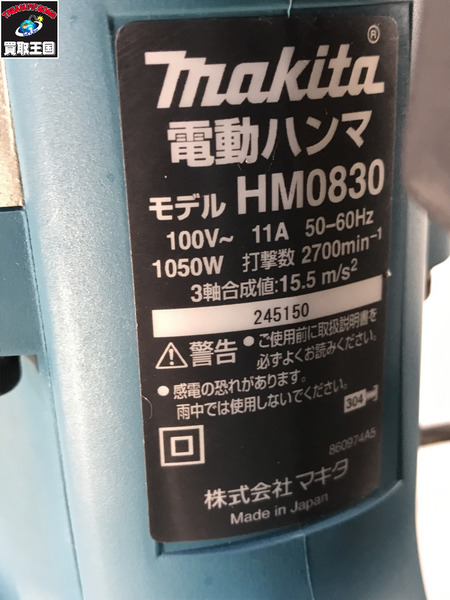 TREASURE KINGDOM
買取王国
makita®
電動ハンマ
モデル HM0830
100V~ 11A 50-60Hz
1050W 打撃数 2700min⁻¹
3軸合成値:15.5 m/s²
245150
警告 ●ご使用前に取扱説明書を
必ずよくお読みください。
●感電の恐れがあります。
雨中では使用しないでください。
304
860974A5
株式会社 マキタ
Made in Japan